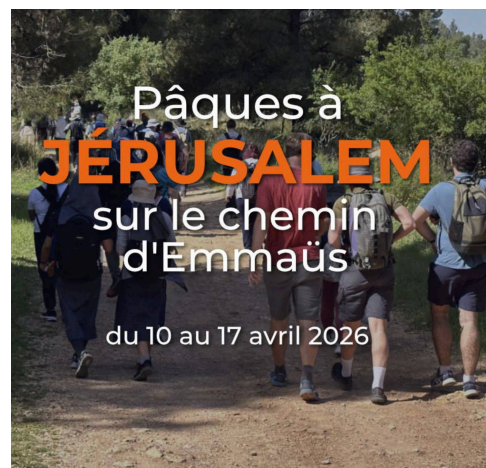 Pâques à
JÉRUSALEM
sur le chemin
d'Emmaüs
du 10 au 17 avril 2026